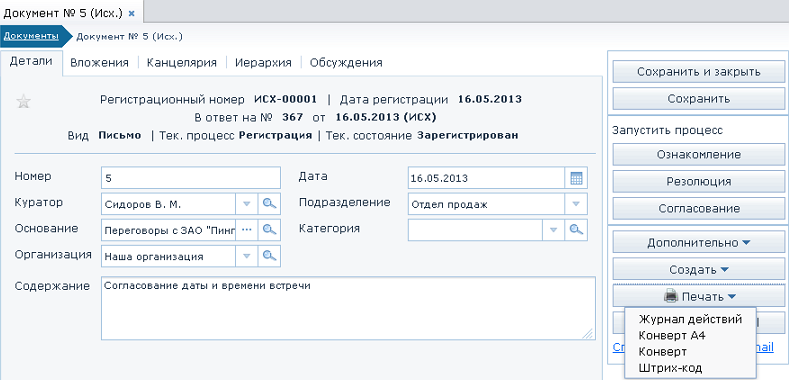 Документ № 5 (Исх.) ×
Документы Документ № 5 (Исх.)
Детали Вложения Канцелярия Иерархия Обсуждения
Регистрационный номер ИСХ-00001 | Дата регистрации 16.05.2013
В ответ на № 367 от 16.05.2013 (ИСХ)
Вид Письмо | Тек. процесс Регистрация | Тек. состояние Зарегистрирован
Номер 5 Дата 16.05.2013
Куратор Сидоров В. М. Подразделение Отдел продаж
Основание Переговоры с ЗАО "Пинг ... Категория
Организация Наша организация
Содержание Согласование даты и времени встречи
Сохранить и закрыть
Сохранить
Запустить процесс
Ознакомление
Резолюция
Согласование
Дополнительно
Создать
Печать
Журнал действий
Конверт А4
Конверт
Штрих-код